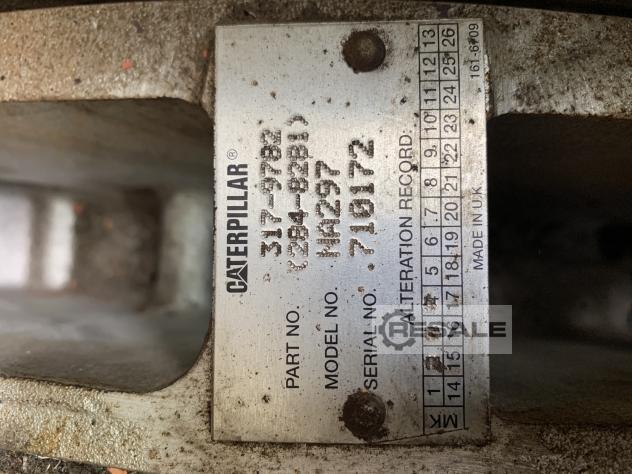 CATERPILLAR®
PART NO. 317-9782
(284-8281)
MODEL NO. HA297
SERIAL NO. .710172
ALTERATION RECORD:
MK 1 2 3 4 5 6 7 8 9 10 11 12 13
14 15 16 17 18 19 20 21 22 23 24 25 26
MADE IN U.K
161-6709
RESALE